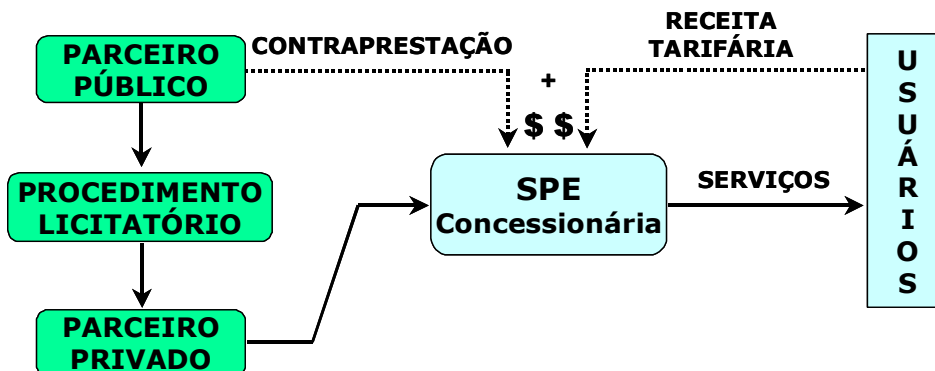 PARCEIRO
PÚBLICO
CONTRAPRESTAÇÃO
RECEITA
TARIFÁRIA
+
$ $
PROCEDIMENTO
LICITATÓRIO
SPE
Concessionária
SERVIÇOS
U
S
U
Á
R
I
O
S
PARCEIRO
PRIVADO